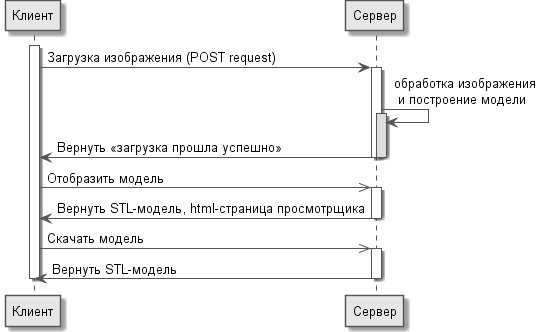 Клиент
Сервер
Загрузка изображения (POST request)
обработка изображения
и построение модели
Вернуть «загрузка прошла успешно»
Отобразить модель
Вернуть STL-модель, html-страница просмотрщика
Скачать модель
Вернуть STL-модель
Клиент
Сервер